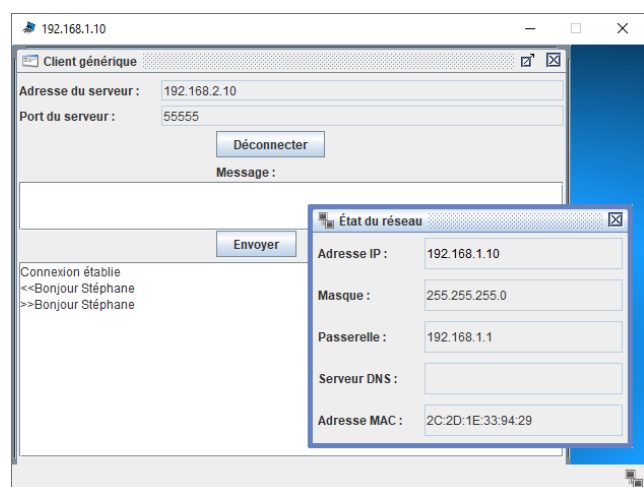 192.168.1.10
Client générique
Adresse du serveur : 192.168.2.10
Port du serveur : 55555
Déconnecter
Message :
Envoyer
Connexion établie
<<Bonjour Stéphane
>>Bonjour Stéphane
État du réseau
Adresse IP : 192.168.1.10
Masque : 255.255.255.0
Passerelle : 192.168.1.1
Serveur DNS :
Adresse MAC : 2C:2D:1E:33:94:29